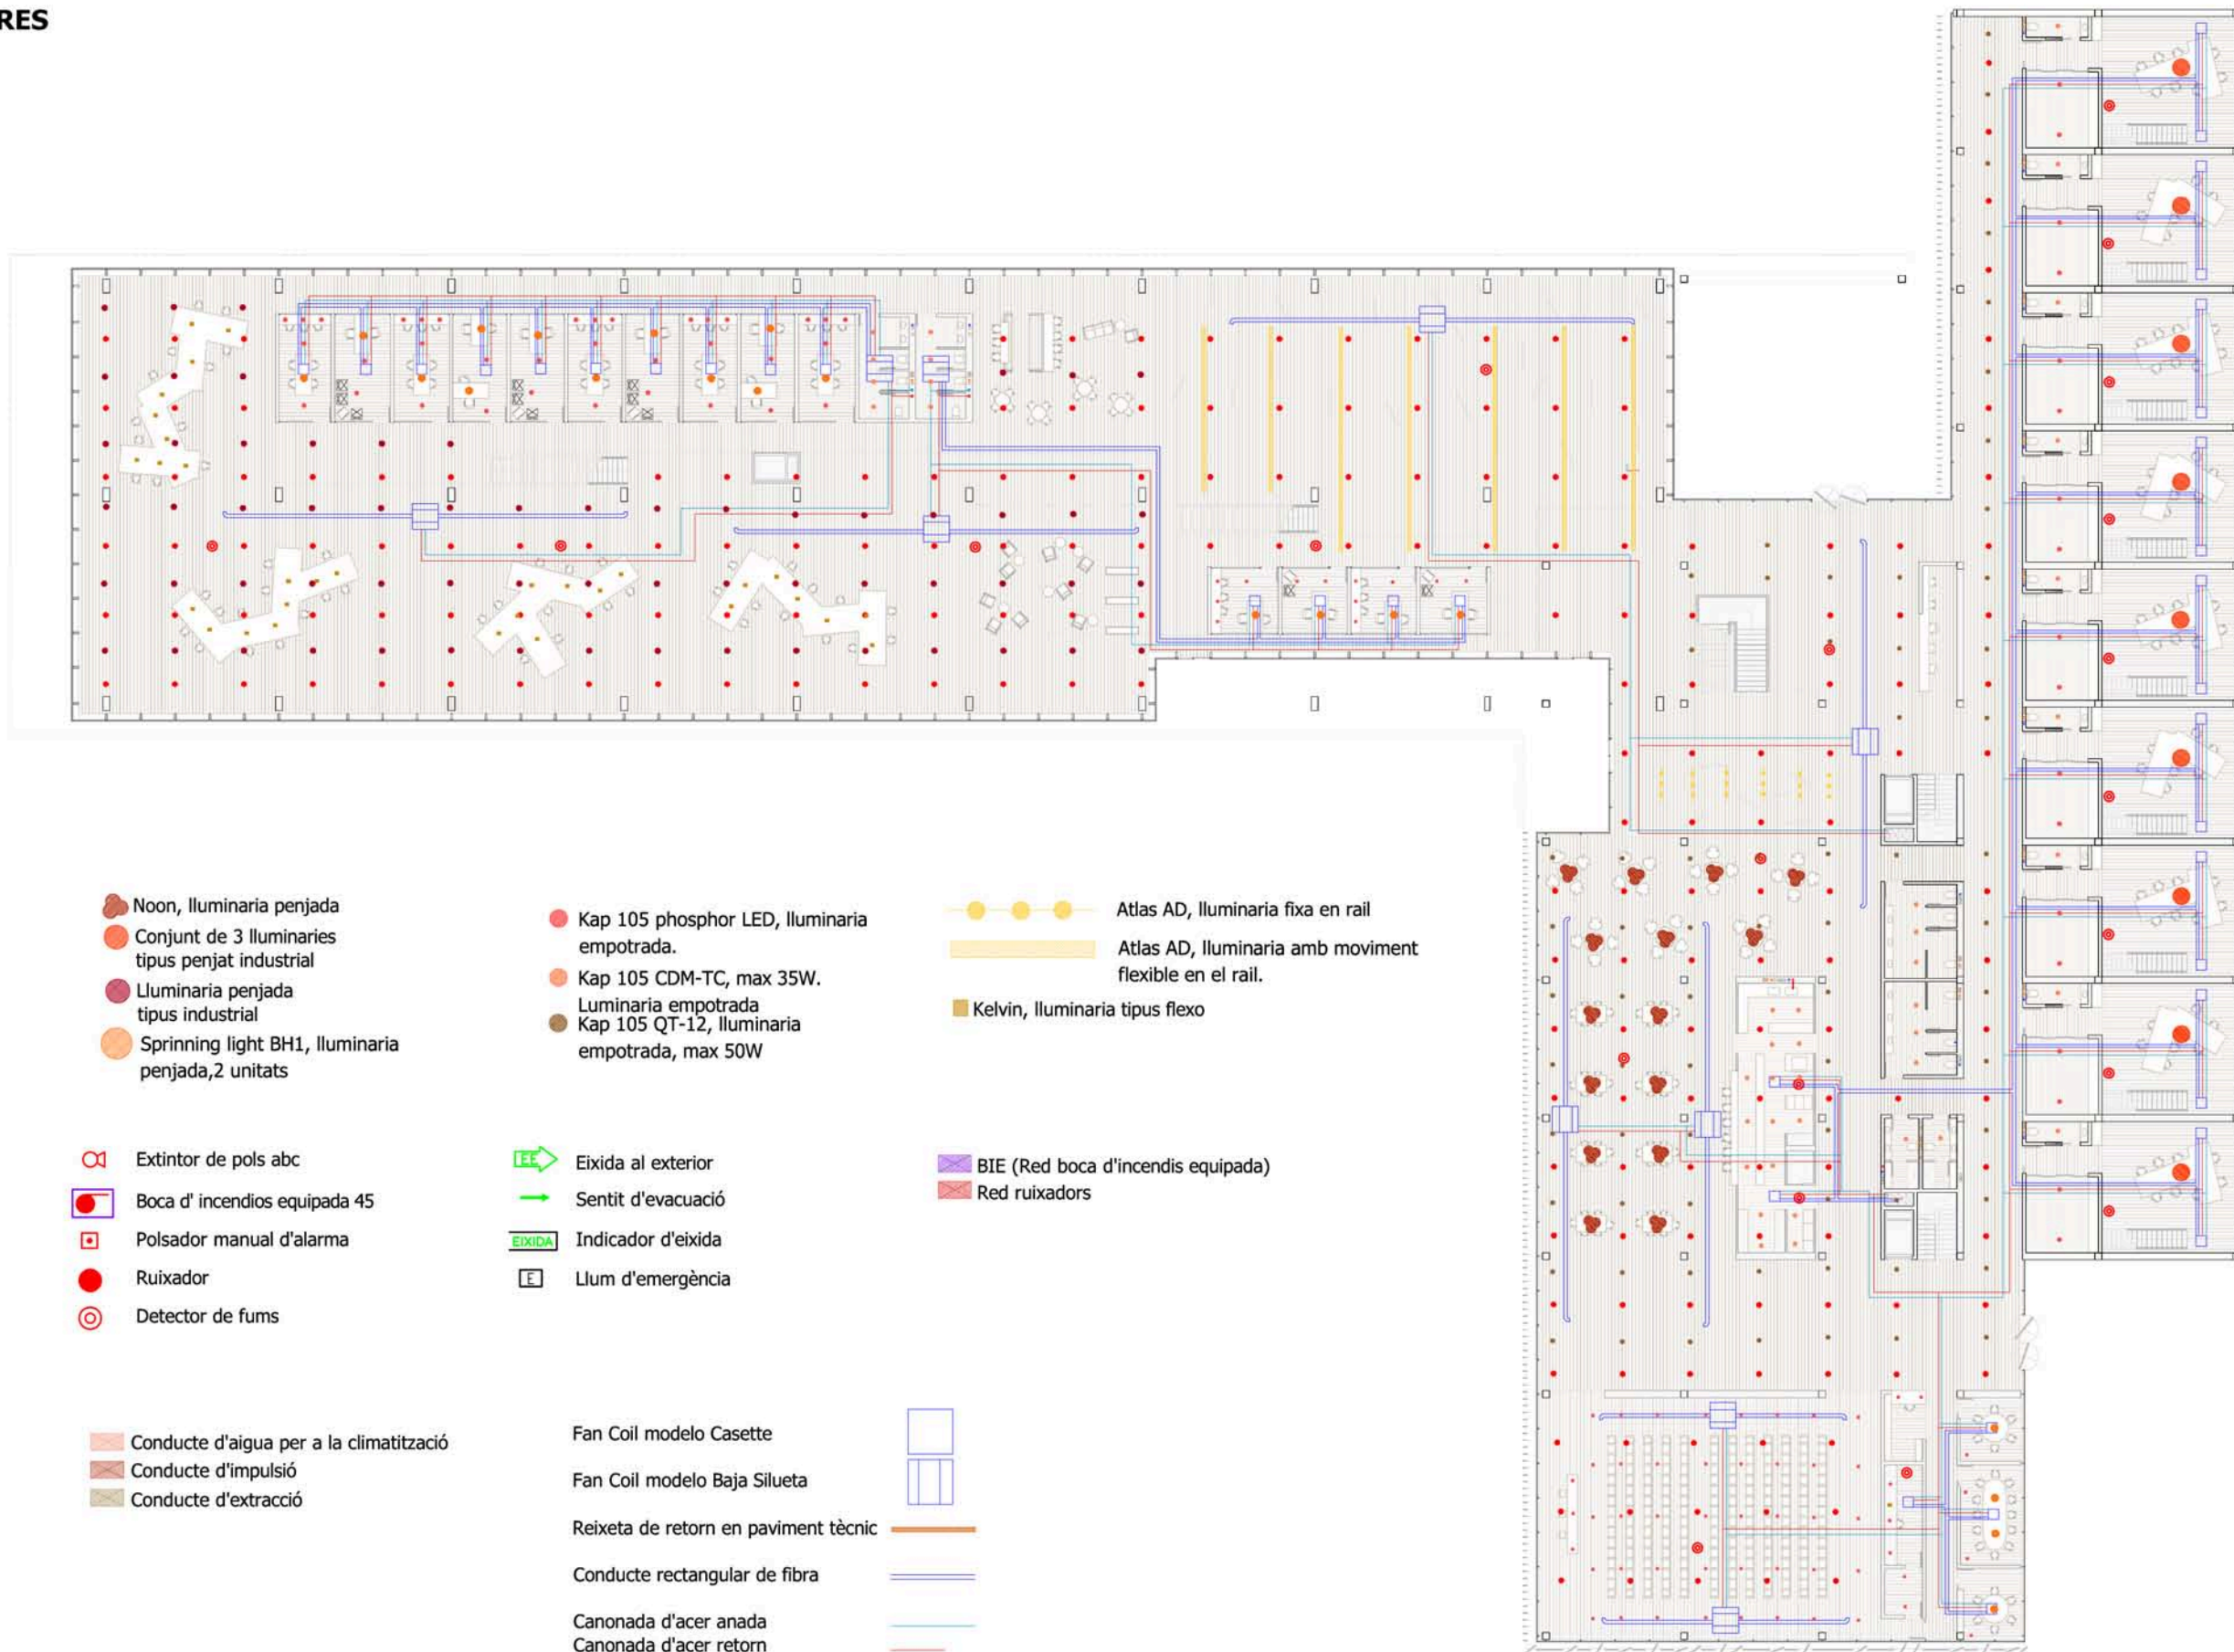 RES
Noon, lluminaria penjada
Conjunt de 3 lluminaries
tipus penjat industrial
Lluminaria penjada
tipus industrial
Sprinning light BH1, lluminaria
penjada,2 unitats
Kap 105 phosphor LED, lluminaria
empotrada.
Kap 105 CDM-TC, max 35W.
Luminaria empotrada
Kap 105 QT-12, lluminaria
empotrada, max 50W
Atlas AD, lluminaria fixa en rail
Atlas AD, lluminaria amb moviment
flexible en el rail.
Kelvin, lluminaria tipus flexo
Extintor de pols abc
Boca d' incendios equipada 45
Polsador manual d'alarma
Ruixador
Detector de fums
EE Eixida al exterior
Sentit d'evacuació
EIXIDA Indicador d'eixida
E Llum d'emergència
BIE (Red boca d'incendis equipada)
Red ruixadors
Conducte d'aigua per a la climatització
Conducte d'impulsió
Conducte d'extracció
Fan Coil modelo Casette
Fan Coil modelo Baja Silueta
Reixeta de retorn en paviment tècnic
Conducte rectangular de fibra
Canonada d'acer anada
Canonada d'acer retorn